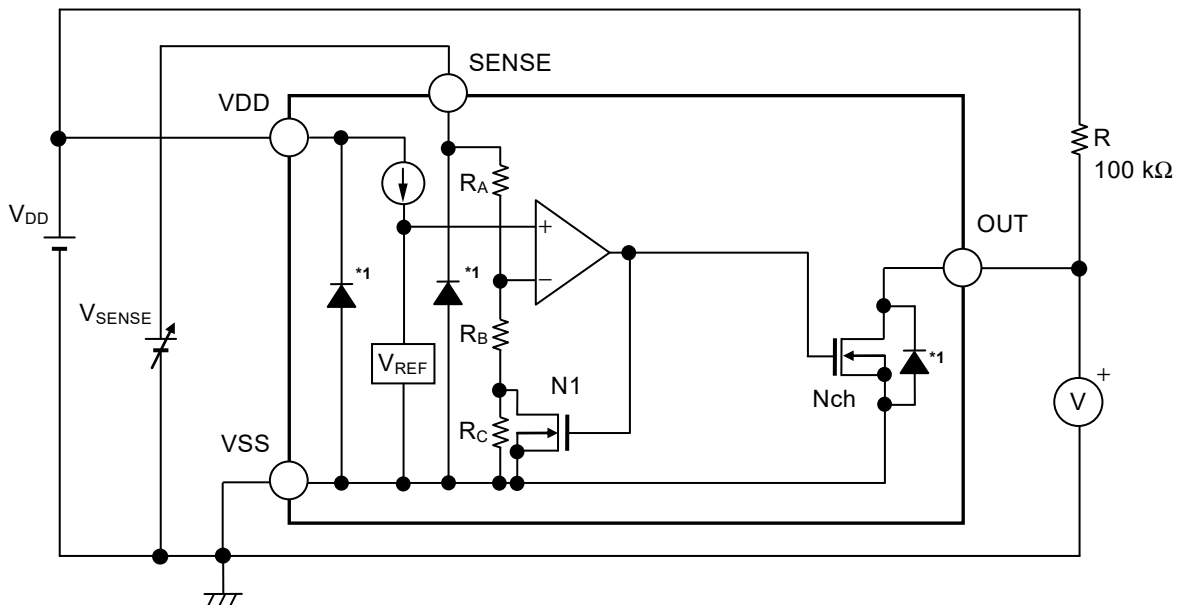 SENSE
VDD
R
100 kΩ
RA
VDD
+
OUT
*1
*1
−
VSENSE
RB
VREF
N1
*1
+
Nch
V
RC
VSS